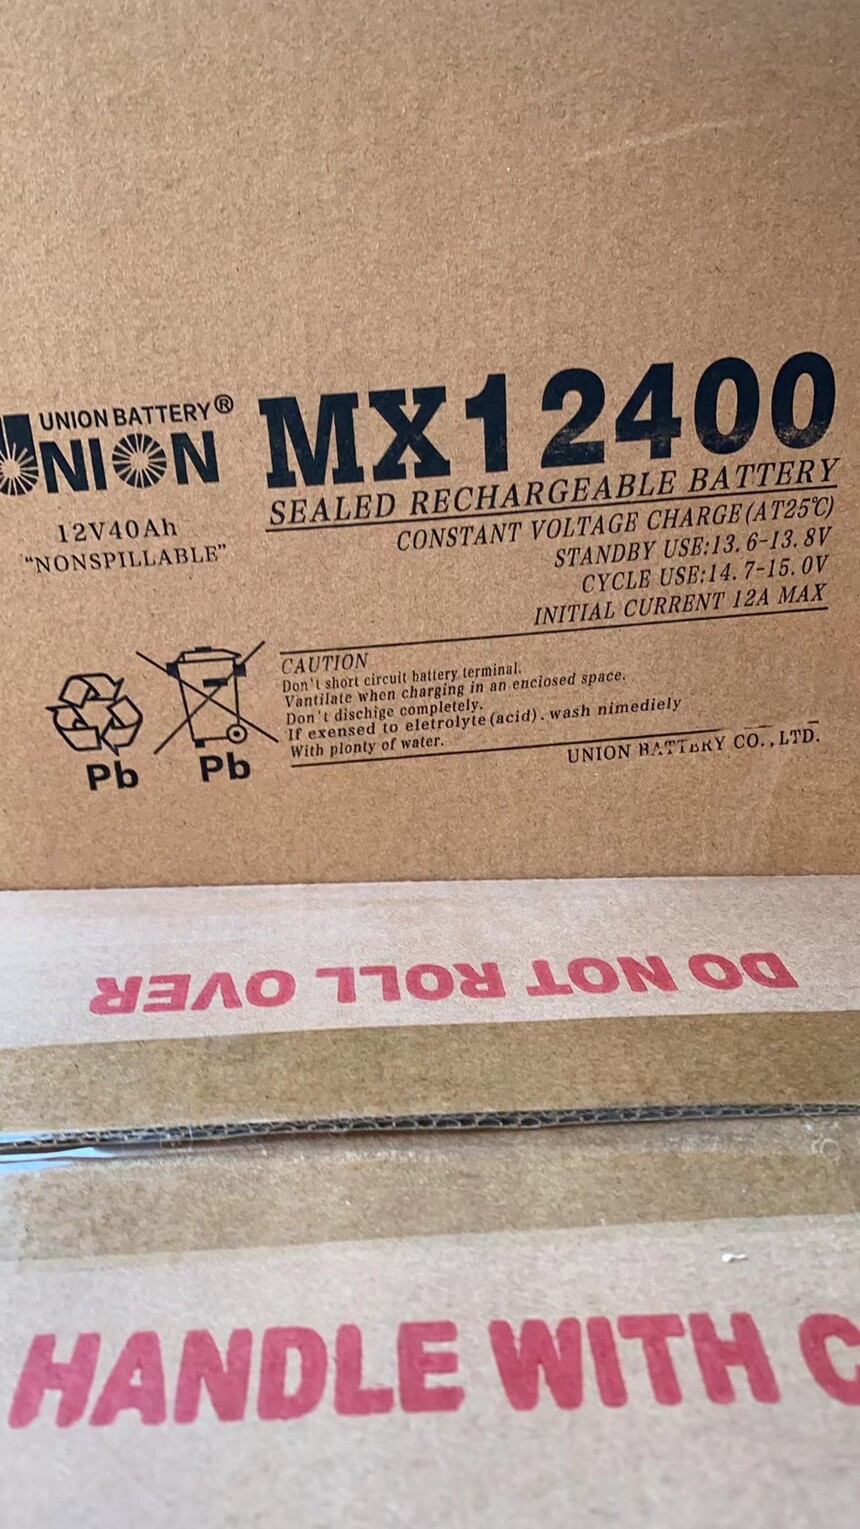 UNION BATTERY®
UNION
12V40Ah
"NONSPILLABLE"
MX12400
SEALED RECHARGEABLE BATTERY
CONSTANT VOLTAGE CHARGE(AT25℃)
STANDBY USE:13.6-13.8V
CYCLE USE:14.7-15.0V
INITIAL CURRENT 12A MAX
Pb
Pb
CAUTION
Don't short circuit battery terminal.
Vantilate when charging in an enclosed space.
Don't dischige completely.
If exensed to eletrolyte(acid).wash nimediely
With plonty of water.
UNION BATTERY CO.,LTD.
DO NOT ROLL OVER
HANDLE WITH C